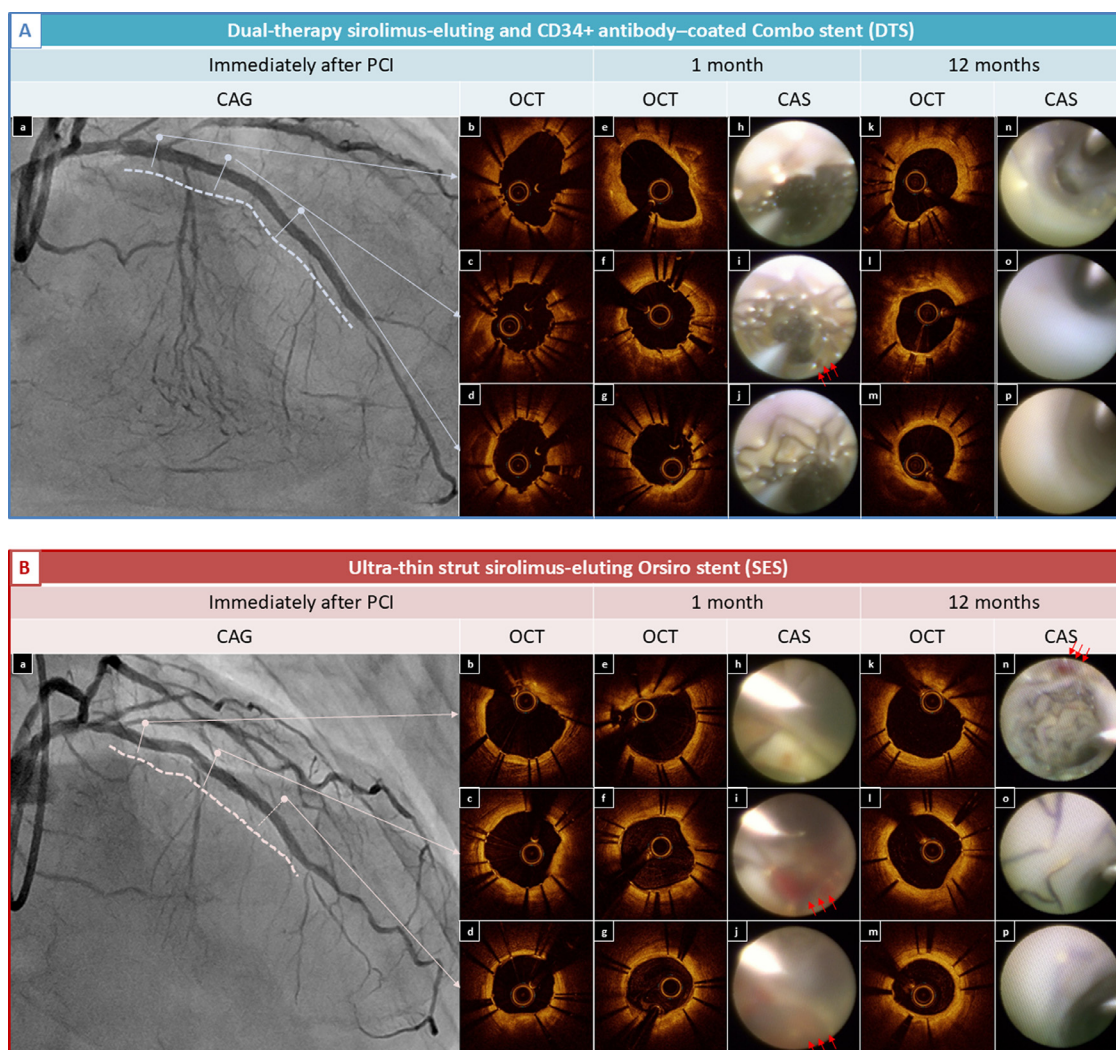 A
Dual-therapy sirolimus-eluting and CD34+ antibody–coated Combo stent (DTS)
Immediately after PCI 1 month 12 months
CAG OCT OCT CAS OCT CAS
a b e h k n
c f i l o
d g j m p
B
Ultra-thin strut sirolimus-eluting Orsiro stent (SES)
Immediately after PCI 1 month 12 months
CAG OCT OCT CAS OCT CAS
a b e h k n
c f i l o
d g j m p